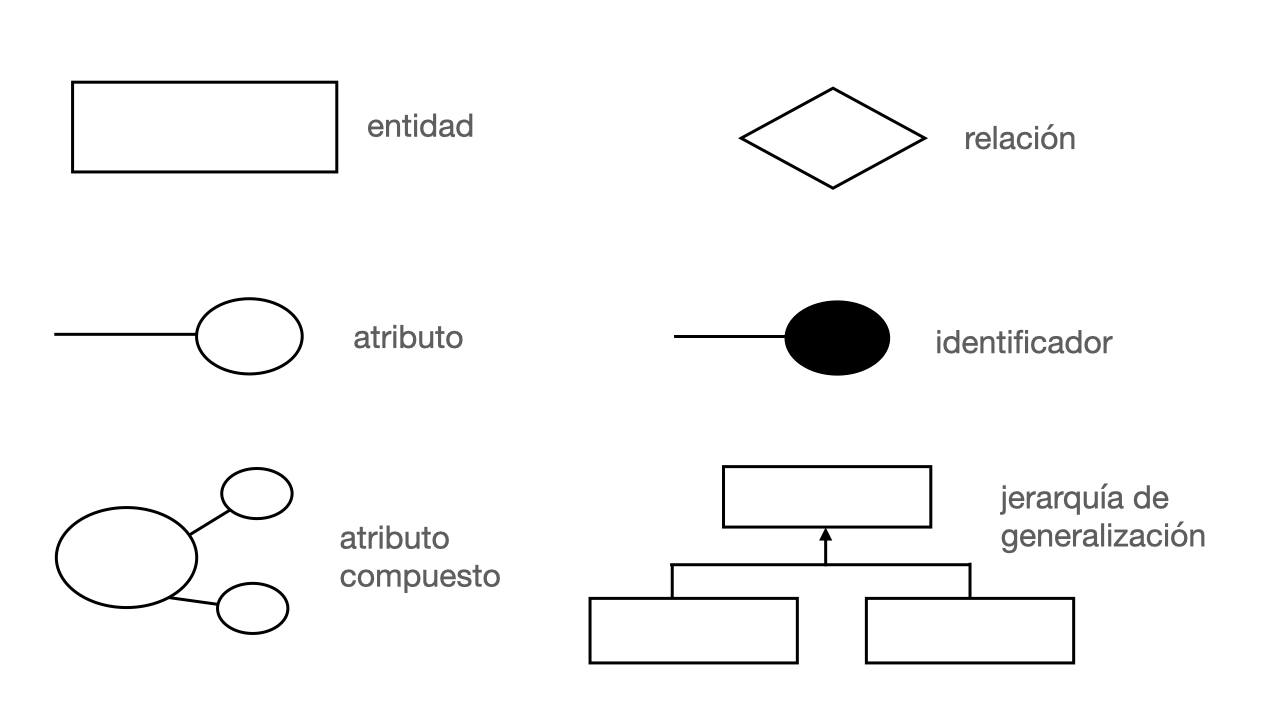 entidad
relación
atributo
identificador
atributo
compuesto
jerarquía de
generalización